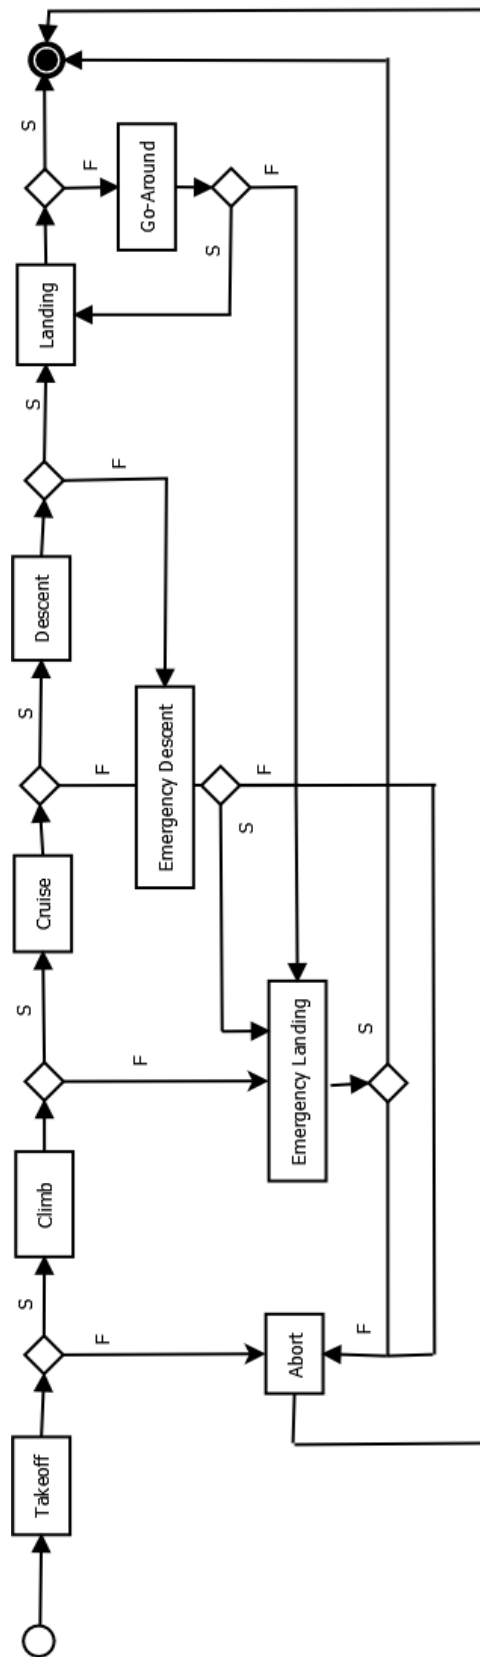 Takeoff
S
F
Climb
S
F
Cruise
S
F
Descent
S
F
Landing
S
F
Go-Around
S
F
Emergency Descent
S
F
Emergency Landing
S
F
Abort